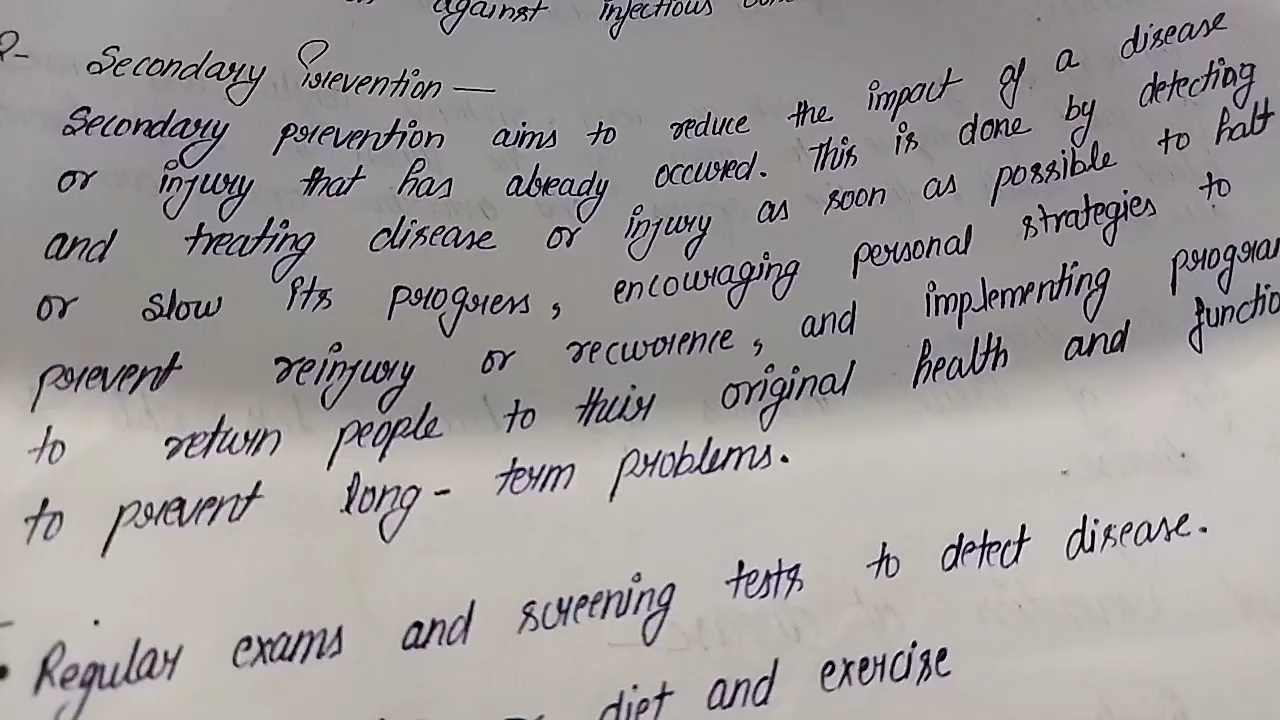 against infectious
2- Secondary Prevention —
Secondary prevention aims to reduce the impact of a disease
or injury that has already occured. This is done by detecting
and treating disease or injury as soon as possible to halt
or slow its progress, encouraging personal strategies to
prevent reinjury or recurrence, and implementing program
to return people to their original health and functio
to prevent long - term problems.
• Regular exams and screening tests to detect disease.
diet and exercise